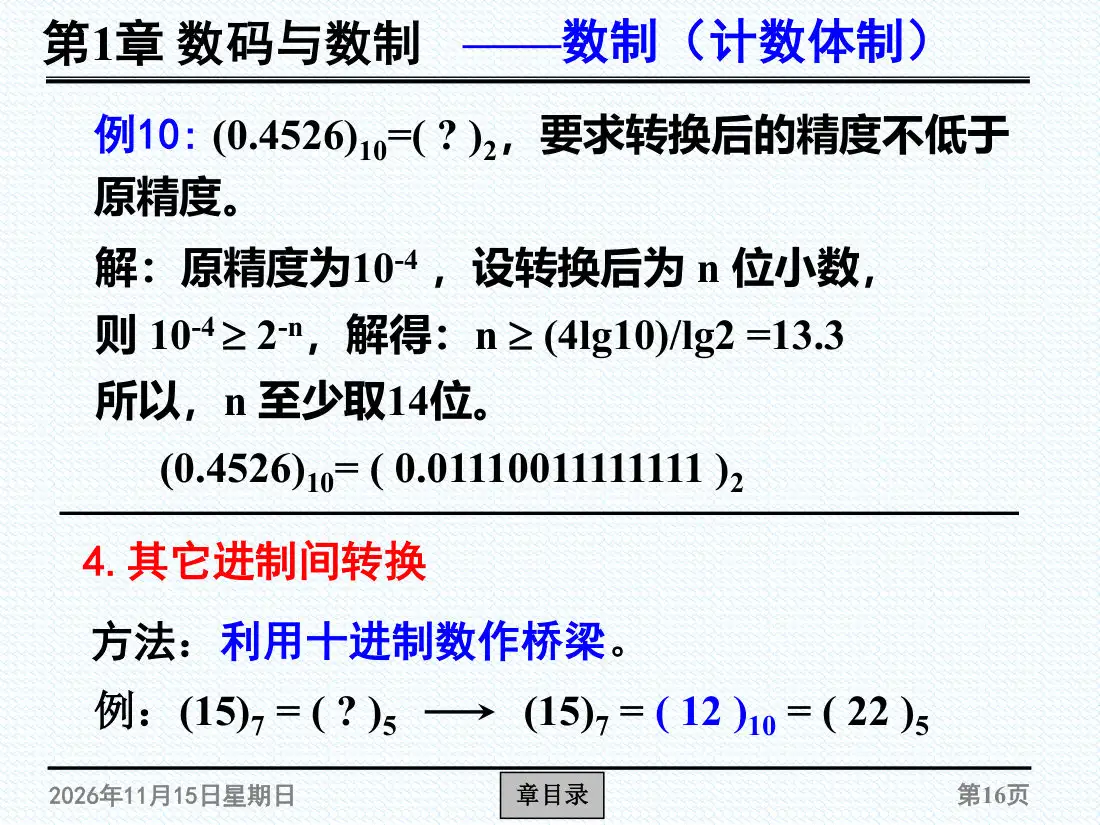 第1章 数码与数制 ——数制（计数体制）
例10: (0.4526)₁₀=( ? )₂，要求转换后的精度不低于
原精度。
解：原精度为10⁻⁴ ，设转换后为 n 位小数，
则 10⁻⁴ ≥ 2⁻ⁿ，解得：n ≥ (4lg10)/lg2 =13.3
所以，n 至少取14位。
(0.4526)₁₀= ( 0.01110011111111 )₂
4. 其它进制间转换
方法：利用十进制数作桥梁。
例：(15)₇ = ( ? )₅ ⟶ (15)₇ = ( 12 )₁₀ = ( 22 )₅
2026年11月15日星期日 章目录 第16页